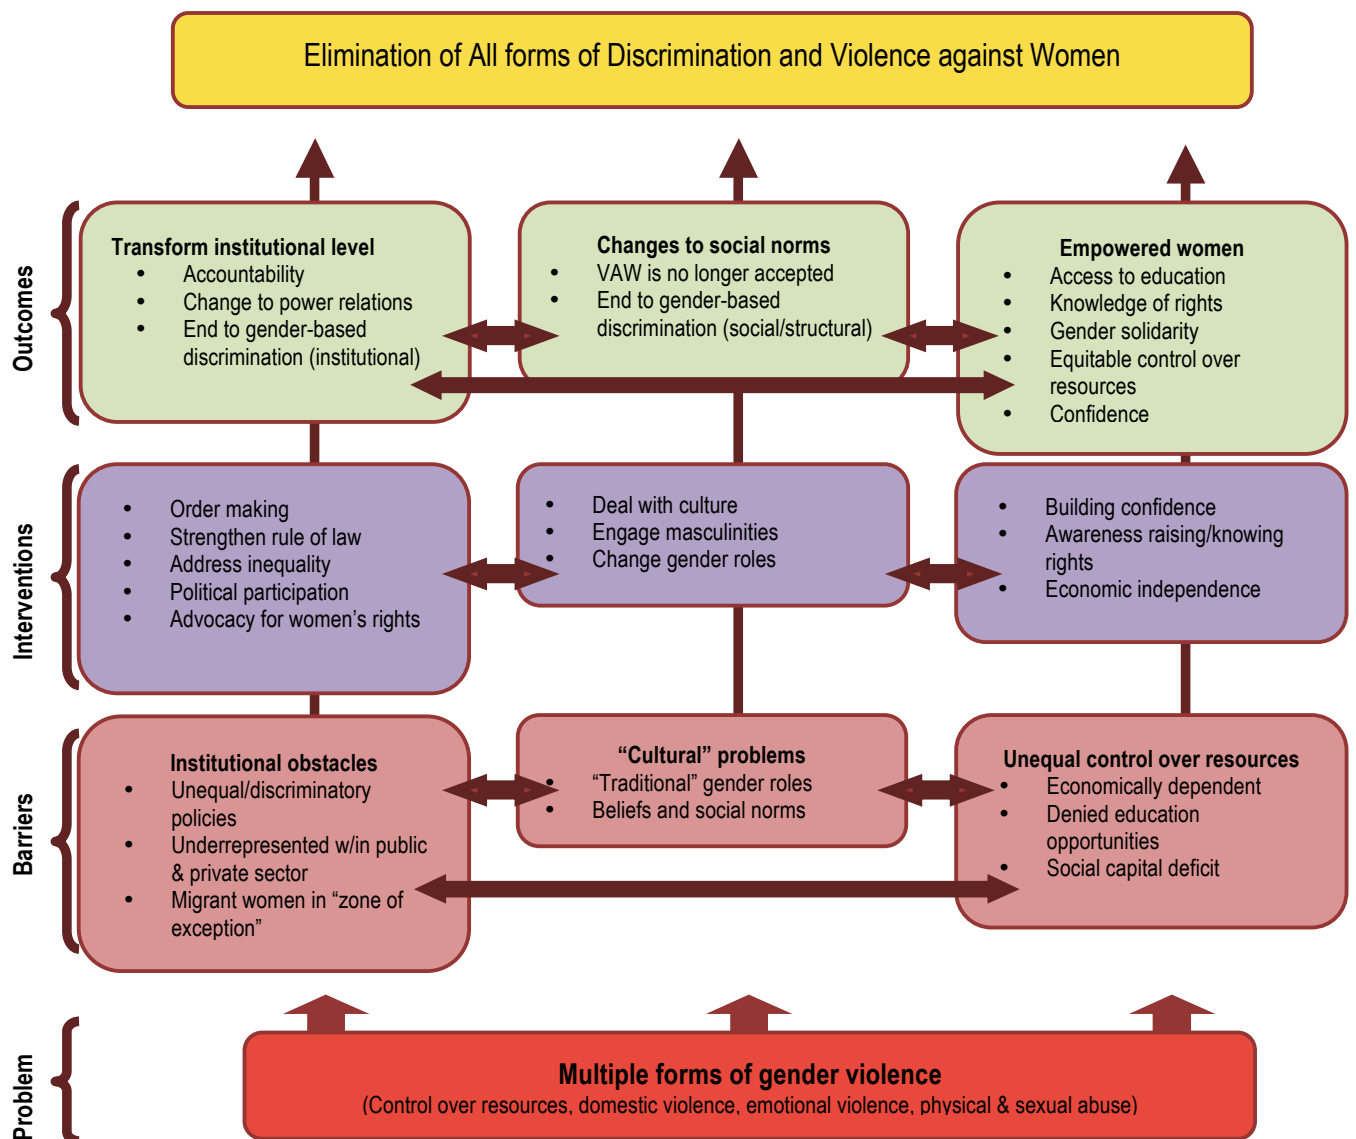 Elimination of All forms of Discrimination and Violence against Women
Outcomes
Transform institutional level
• Accountability
• Change to power relations
• End to gender-based
discrimination (institutional)
Changes to social norms
• VAW is no longer accepted
• End to gender-based
discrimination (social/structural)
Empowered women
• Access to education
• Knowledge of rights
• Gender solidarity
• Equitable control over
resources
• Confidence
Interventions
• Order making
• Strengthen rule of law
• Address inequality
• Political participation
• Advocacy for women’s rights
• Deal with culture
• Engage masculinities
• Change gender roles
• Building confidence
• Awareness raising/knowing
rights
• Economic independence
Barriers
Institutional obstacles
• Unequal/discriminatory
policies
• Underrepresented w/in public
& private sector
• Migrant women in “zone of
exception”
“Cultural” problems
• “Traditional” gender roles
• Beliefs and social norms
Unequal control over resources
• Economically dependent
• Denied education
opportunities
• Social capital deficit
Problem
Multiple forms of gender violence
(Control over resources, domestic violence, emotional violence, physical & sexual abuse)